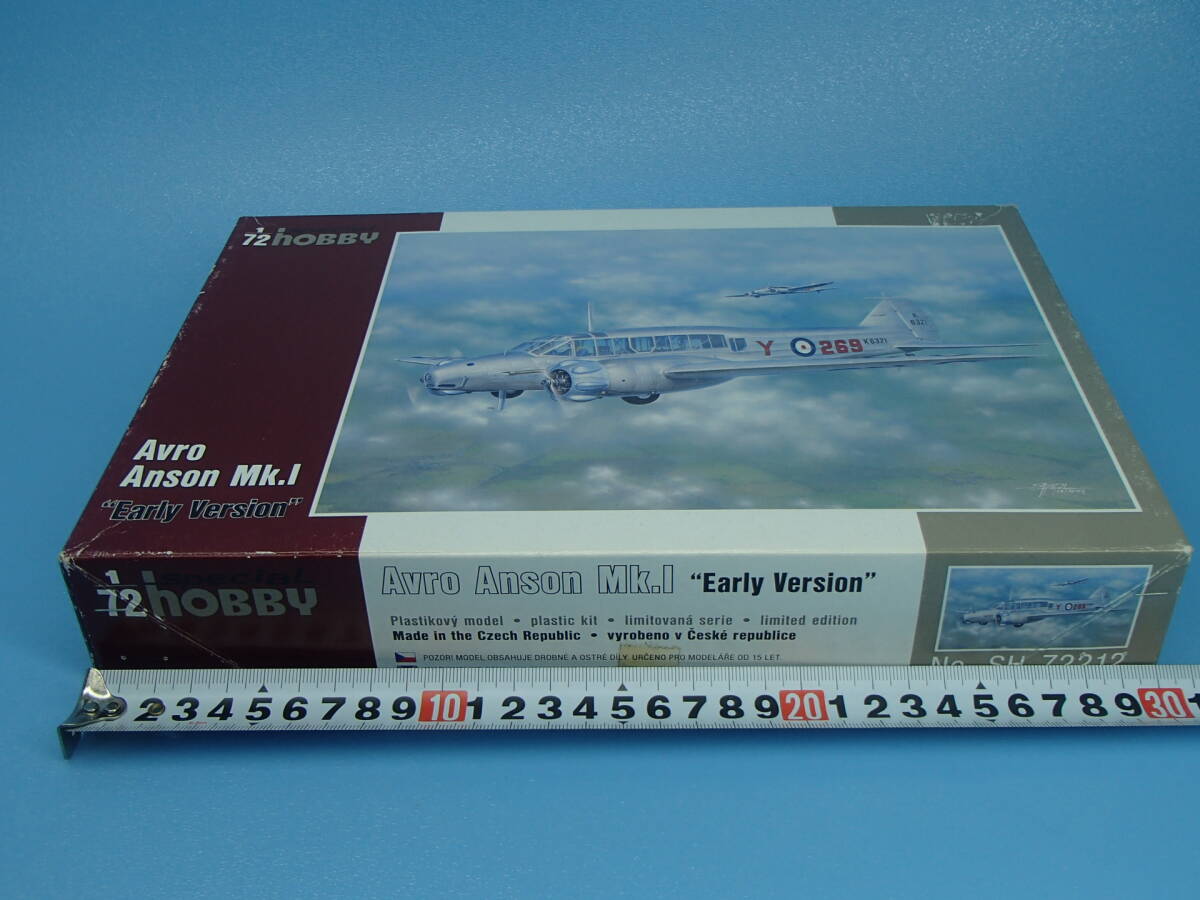 1
72 HOBBY
K
6321
Y 269 K6321
Avro
Anson Mk.I
"Early Version"
1
72 special
HOBBY
Avro Anson Mk.I "Early Version"
Plastikový model • plastic kit • limitovaná serie • limited edition
Made in the Czech Republic • vyrobeno v České republice
POZOR! MODEL OBSAHUJE DROBNÉ A OSTRÉ DÍLY. URČENO PRO MODELÁŘE OD 15 LET.
Y 269
No. SH 72212
2 3 4 5 6 7 8 9 10 1 2 3 4 5 6 7 8 9 20 1 2 3 4 5 6 7 8 9 30 1